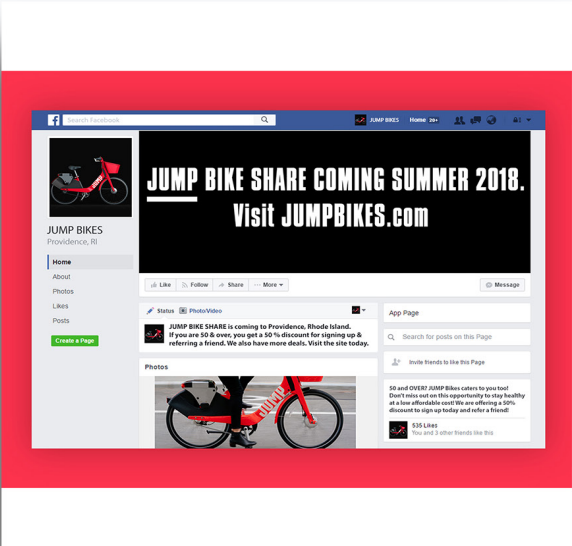 Search Facebook
JUMP BIKES
Home 20+
JUMP
JUMP BIKE SHARE COMING SUMMER 2018.
Visit JUMPBIKES.com
JUMP BIKES
Providence, RI
Home
About
Photos
Likes
Posts
Create a Page
Like
Follow
Share
··· More
Message
Status
Photo/Video
JUMP BIKE SHARE is coming to Providence, Rhode Island.
If you are 50 & over, you get a 50 % discount for signing up &
referring a friend. We also have more deals. Visit the site today.
Photos
JUMP
App Page
Search for posts on this Page
Invite friends to like this Page
50 and OVER? JUMP Bikes caters to you too!
Don't miss out on this opportunity to stay healthy
at a low affordable cost! We are offering a 50%
discount to sign up today and refer a friend!
535 Likes
You and 3 other friends like this